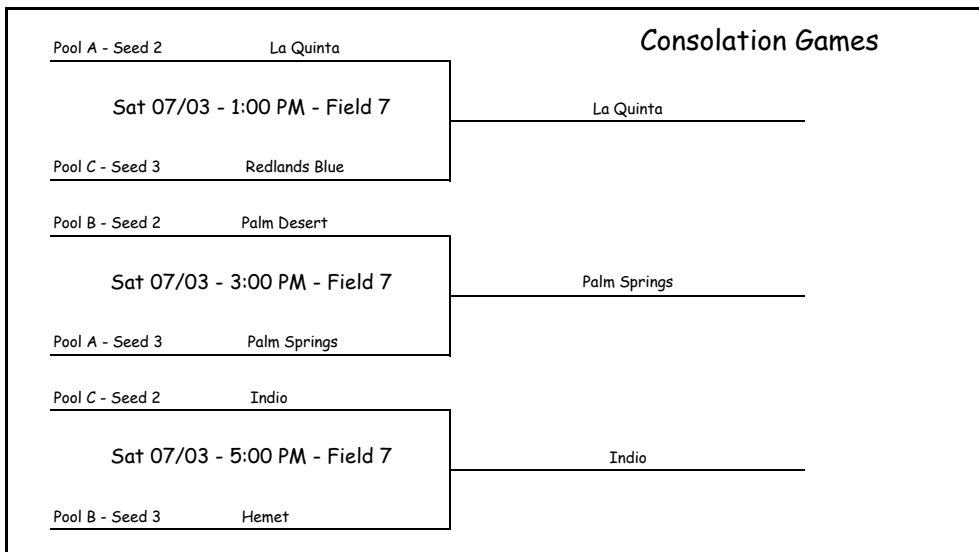 Consolation Games
Pool A - Seed 2 La Quinta
Sat 07/03 - 1:00 PM - Field 7
La Quinta
Pool C - Seed 3 Redlands Blue
Pool B - Seed 2 Palm Desert
Sat 07/03 - 3:00 PM - Field 7
Palm Springs
Pool A - Seed 3 Palm Springs
Pool C - Seed 2 Indio
Sat 07/03 - 5:00 PM - Field 7
Indio
Pool B - Seed 3 Hemet